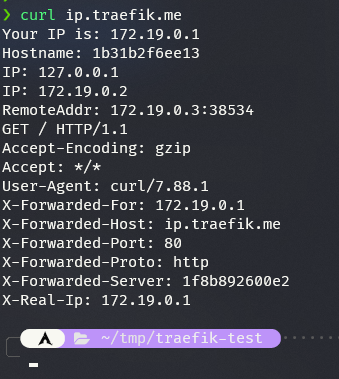 ❯ curl ip.traefik.me
Your IP is: 172.19.0.1
Hostname: 1b31b2f6ee13
IP: 127.0.0.1
IP: 172.19.0.2
RemoteAddr: 172.19.0.3:38534
GET / HTTP/1.1
Accept-Encoding: gzip
Accept: */*
User-Agent: curl/7.88.1
X-Forwarded-For: 172.19.0.1
X-Forwarded-Host: ip.traefik.me
X-Forwarded-Port: 80
X-Forwarded-Proto: http
X-Forwarded-Server: 1f8b892600e2
X-Real-Ip: 172.19.0.1
~/tmp/traefik-test